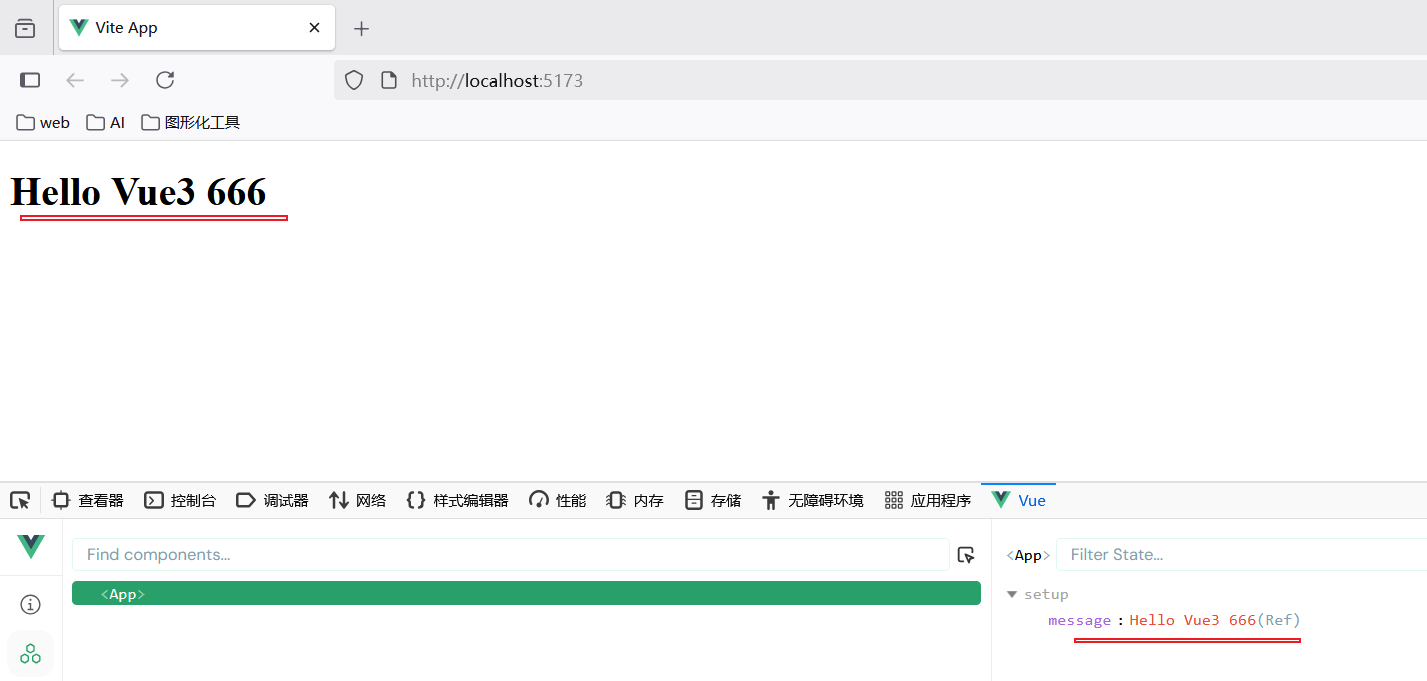 Vite App
http://localhost:5173
web AI 图形化工具
Hello Vue3 666
查看器 控制台 调试器 网络 样式编辑器 性能 内存 存储 无障碍环境 应用程序 Vue
Find components...
<App>
<App> Filter State...
setup
message : Hello Vue3 666(Ref)